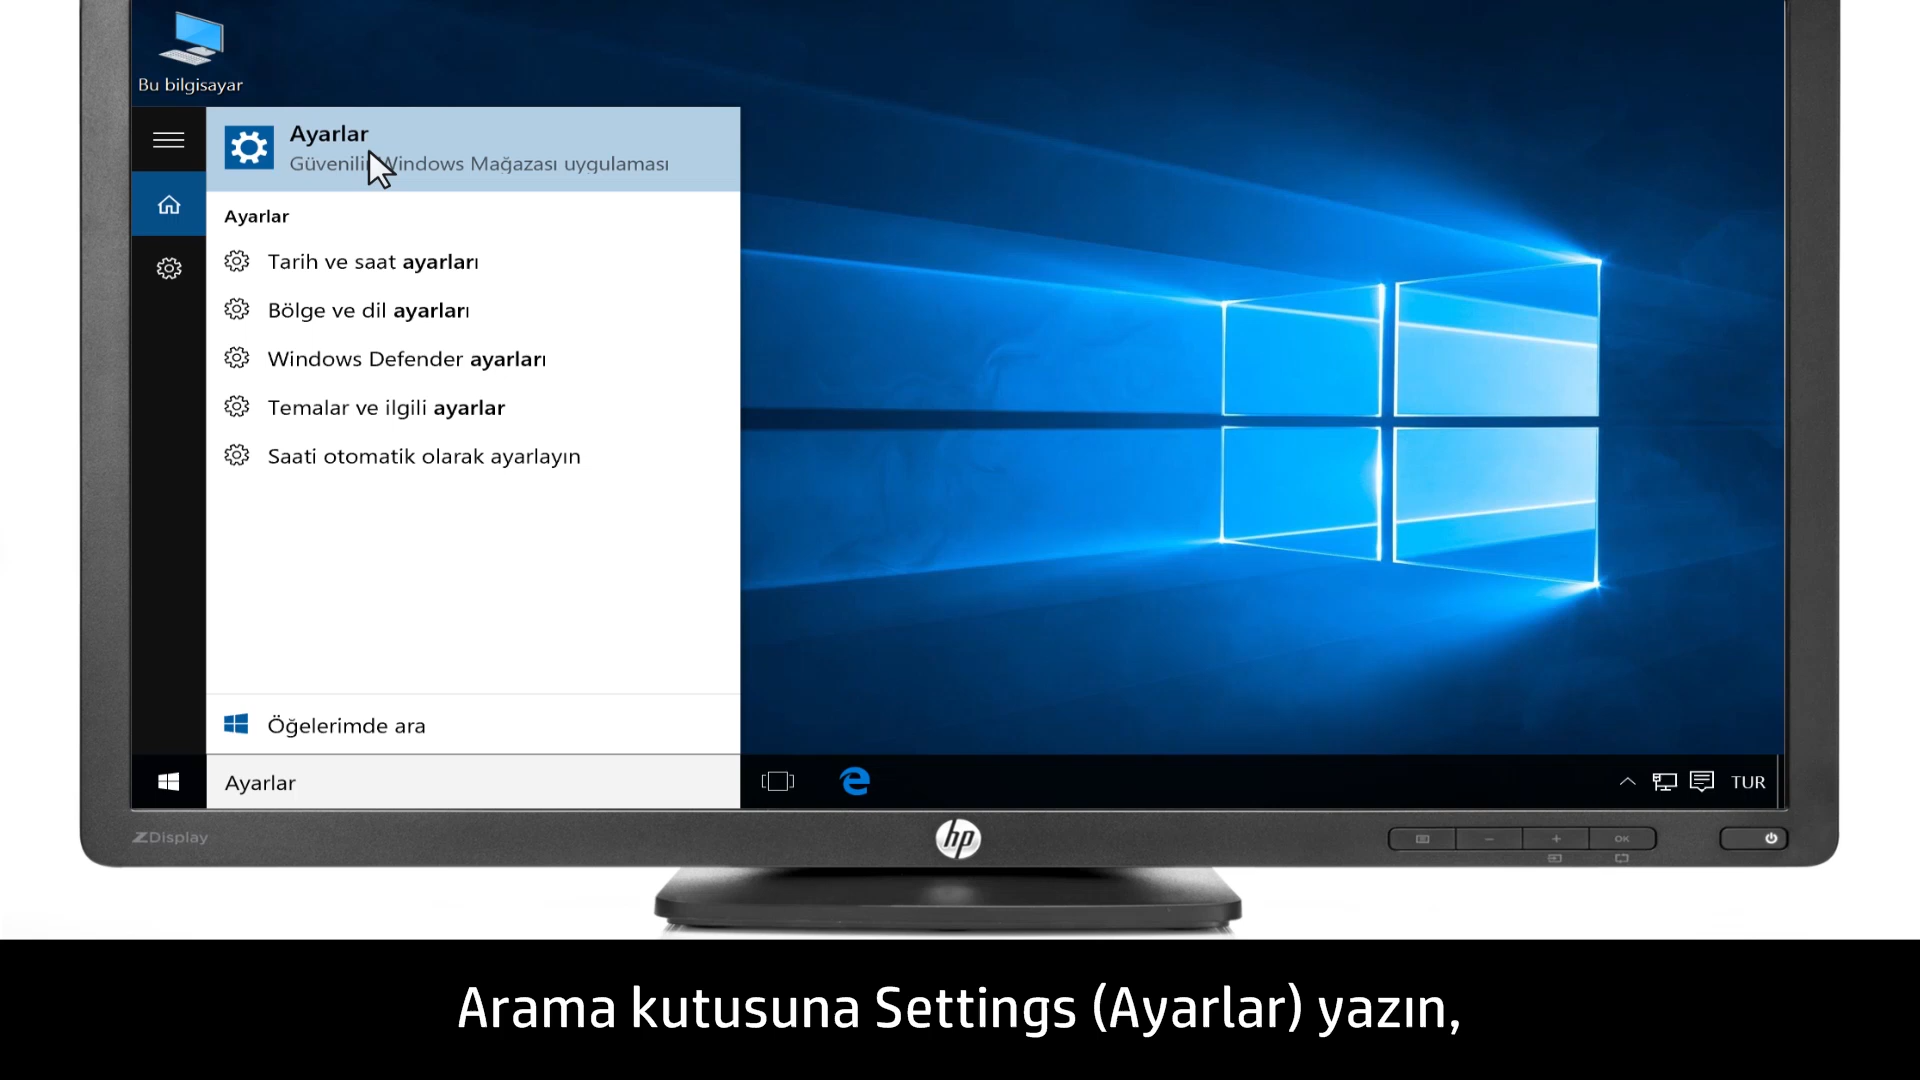 Bu bilgisayar
Ayarlar
Güvenilir Windows Mağazası uygulaması
Ayarlar
Tarih ve saat ayarları
Bölge ve dil ayarları
Windows Defender ayarları
Temalar ve ilgili ayarlar
Saati otomatik olarak ayarlayın
Öğelerimde ara
Ayarlar
TUR
ZDisplay
hp
OK
Arama kutusuna Settings (Ayarlar) yazın,